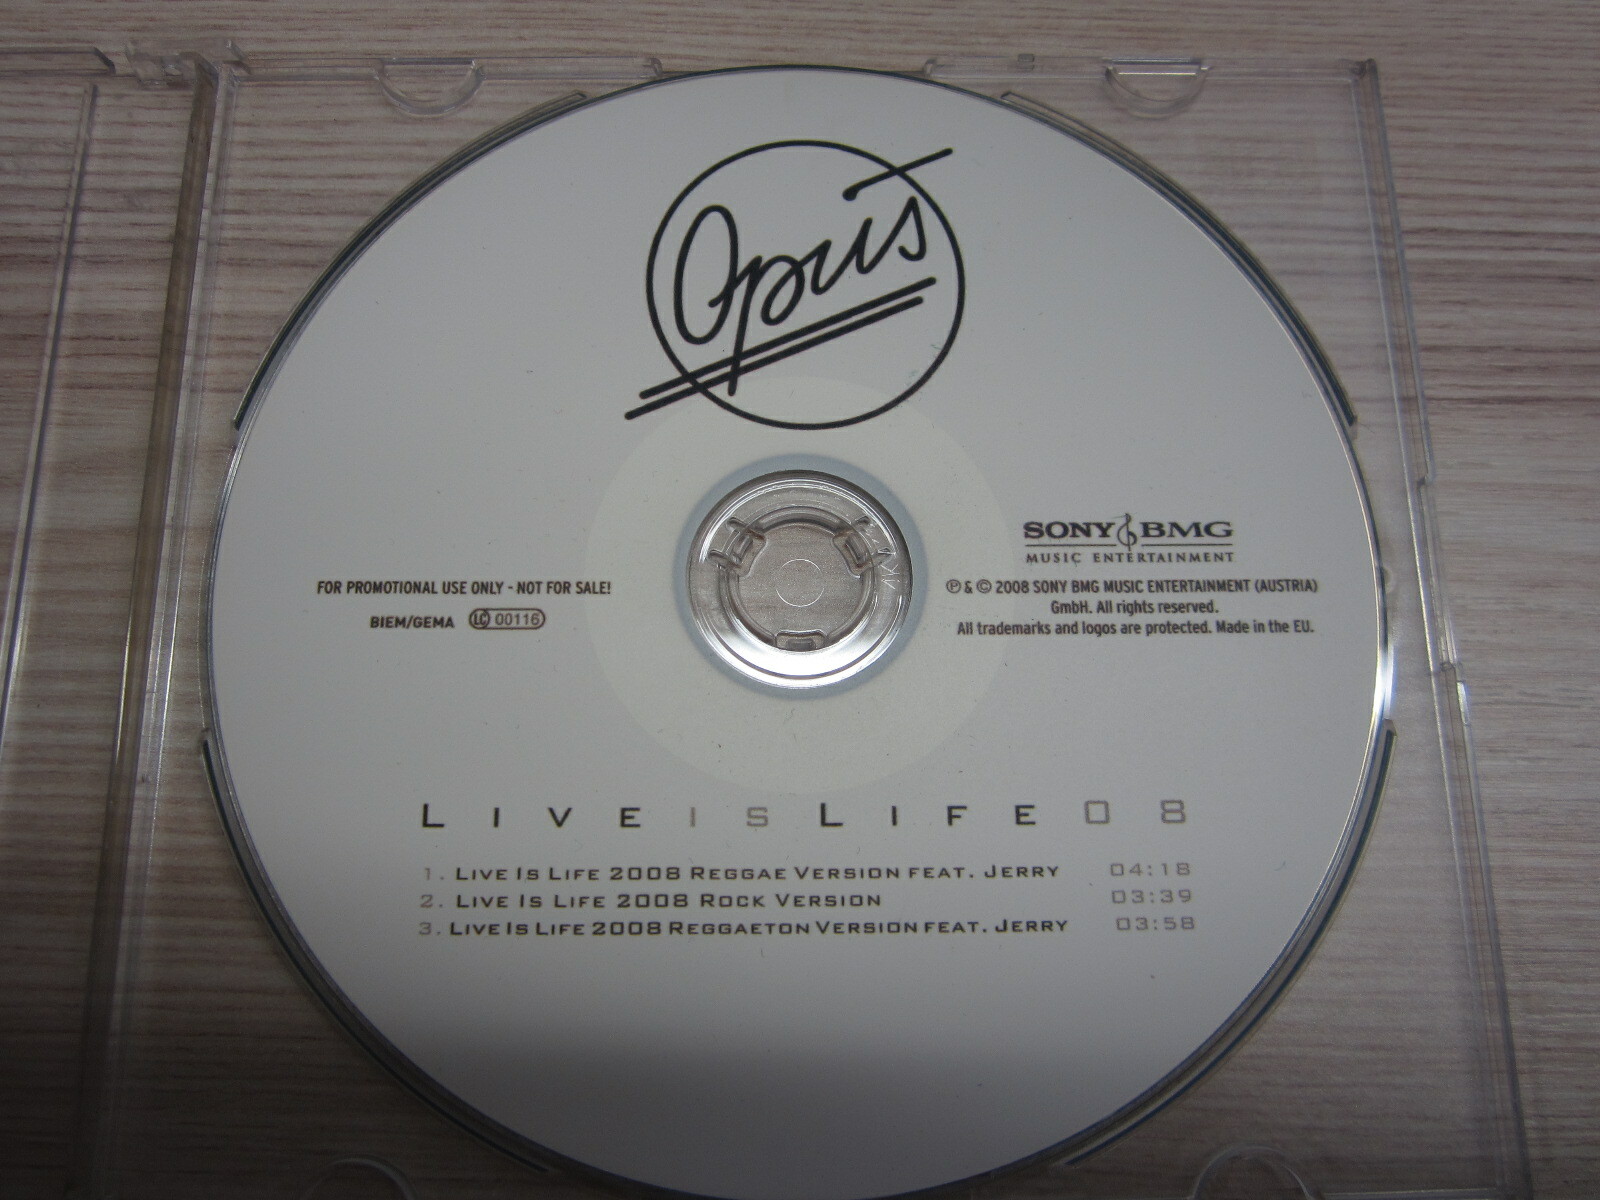 Opus
SONY BMG
MUSIC ENTERTAINMENT
FOR PROMOTIONAL USE ONLY - NOT FOR SALE!
BIEM/GEMA LC 00116
℗ & © 2008 SONY BMG MUSIC ENTERTAINMENT (AUSTRIA)
GmbH. All rights reserved.
All trademarks and logos are protected. Made in the EU.
LIVE IS LIFE 08
1. LIVE IS LIFE 2008 REGGAE VERSION FEAT. JERRY 04:18
2. LIVE IS LIFE 2008 ROCK VERSION 03:39
3. LIVE IS LIFE 2008 REGGAETON VERSION FEAT. JERRY 03:58